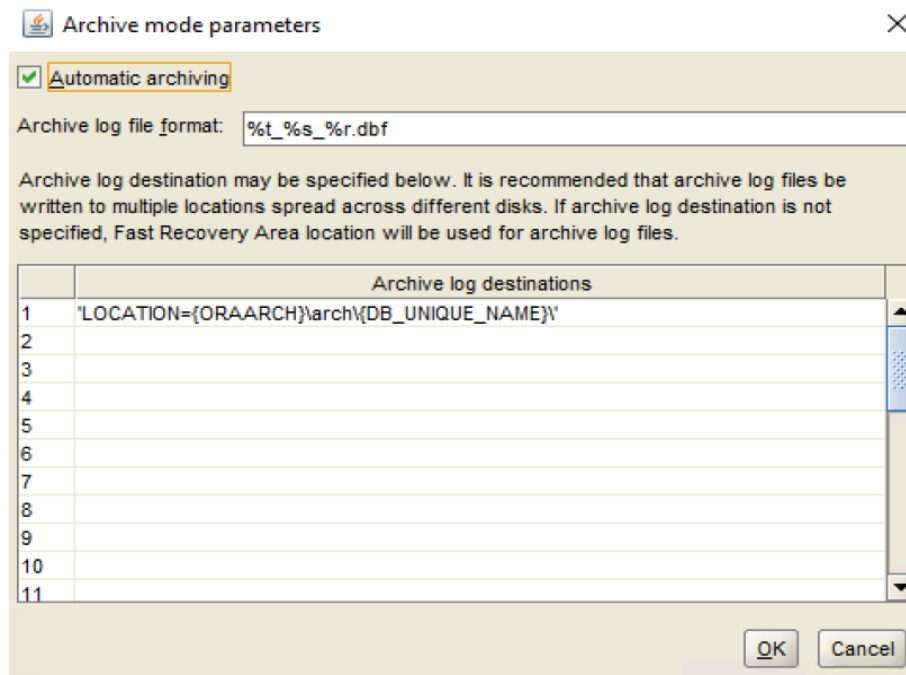 Archive mode parameters
Automatic archiving
Archive log file format: %t_%s_%r.dbf
Archive log destination may be specified below. It is recommended that archive log files be
written to multiple locations spread across different disks. If archive log destination is not
specified, Fast Recovery Area location will be used for archive log files.
Archive log destinations
1 'LOCATION={ORAARCH}\arch\{DB_UNIQUE_NAME}\'
2
3
4
5
6
7
8
9
10
11
OK Cancel